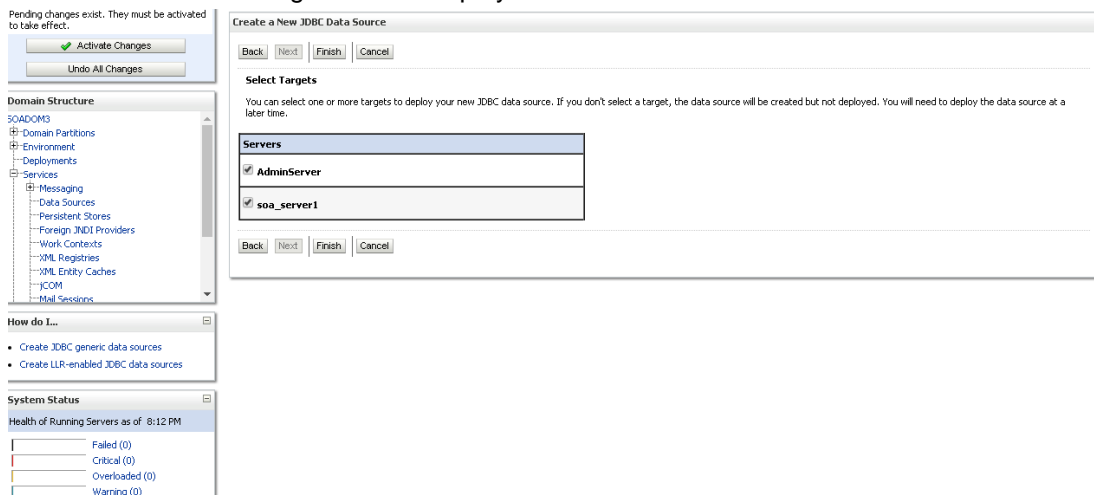 Pending changes exist. They must be activated
to take effect.
Activate Changes
Undo All Changes
Domain Structure
SOADOM3
Domain Partitions
Environment
Deployments
Services
Messaging
Data Sources
Persistent Stores
Foreign JNDI Providers
Work Contexts
XML Registries
XML Entity Caches
jCOM
Mail Sessions
How do I...
Create JDBC generic data sources
Create LLR-enabled JDBC data sources
System Status
Health of Running Servers as of 8:12 PM
Failed (0)
Critical (0)
Overloaded (0)
Warning (0)
Create a New JDBC Data Source
Back Next Finish Cancel
Select Targets
You can select one or more targets to deploy your new JDBC data source. If you don't select a target, the data source will be created but not deployed. You will need to deploy the data source at a
later time.
Servers
AdminServer
soa_server1
Back Next Finish Cancel